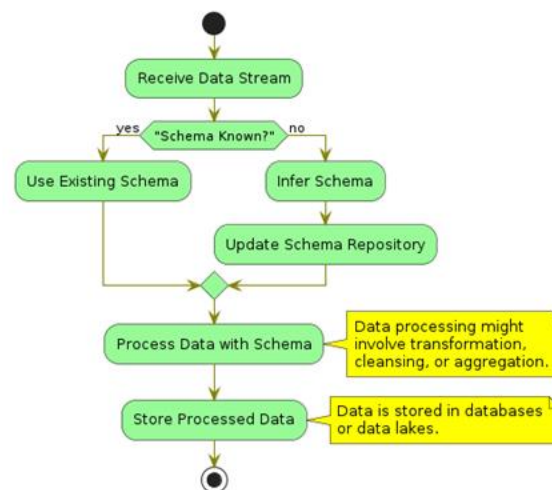 Receive Data Stream
yes
"Schema Known?"
no
Use Existing Schema
Infer Schema
Update Schema Repository
Process Data with Schema
Data processing might
involve transformation,
cleansing, or aggregation.
Store Processed Data
Data is stored in databases
or data lakes.